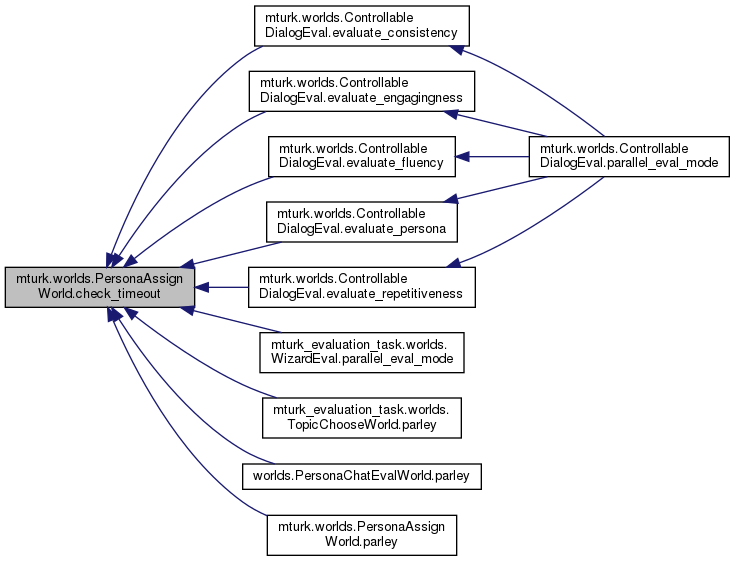 mturk.worlds.Controllable
DialogEval.evaluate_consistency
mturk.worlds.Controllable
DialogEval.evaluate_engagingness
mturk.worlds.Controllable
DialogEval.evaluate_fluency
mturk.worlds.Controllable
DialogEval.parallel_eval_mode
mturk.worlds.Controllable
DialogEval.evaluate_persona
mturk.worlds.PersonaAssign
World.check_timeout
mturk.worlds.Controllable
DialogEval.evaluate_repetitiveness
mturk_evaluation_task.worlds.
WizardEval.parallel_eval_mode
mturk_evaluation_task.worlds.
TopicChooseWorld.parley
worlds.PersonaChatEvalWorld.parley
mturk.worlds.PersonaAssign
World.parley